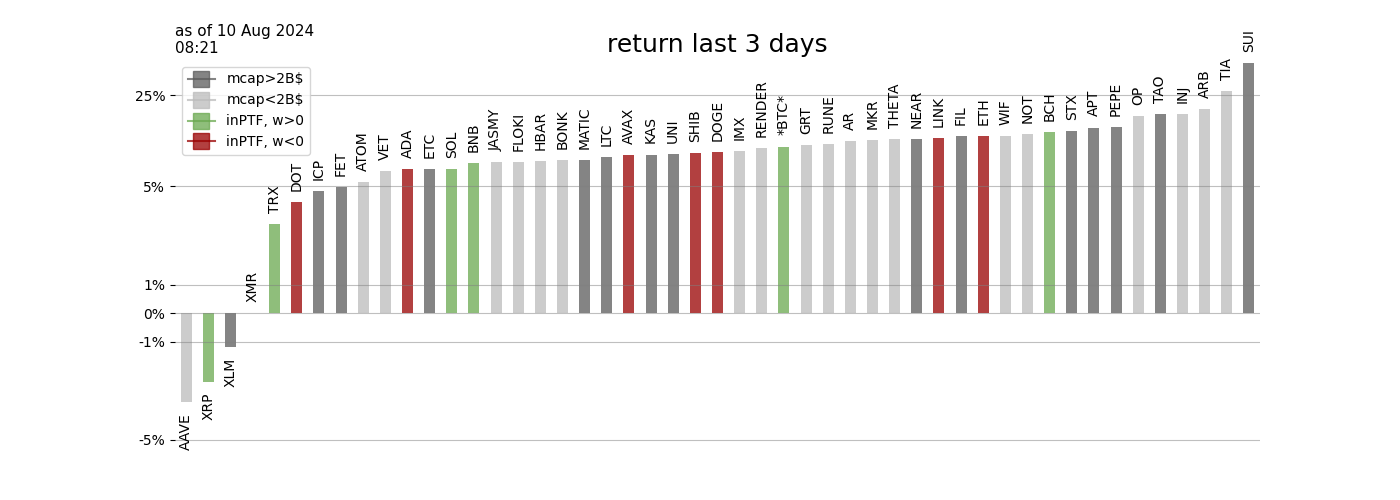 as of 10 Aug 2024
08:21
return last 3 days
mcap>2B$
mcap<2B$
inPTF, w>0
inPTF, w<0
25%
5%
1%
0%
-1%
-5%
AAVE
XRP
XLM
XMR
TRX
DOT
ICP
FET
ATOM
VET
ADA
ETC
SOL
BNB
JASMY
FLOKI
HBAR
BONK
MATIC
LTC
AVAX
KAS
UNI
SHIB
DOGE
IMX
RENDER
*BTC*
GRT
RUNE
AR
MKR
THETA
NEAR
LINK
FIL
ETH
WIF
NOT
BCH
STX
APT
PEPE
OP
TAO
INJ
ARB
TIA
SUI